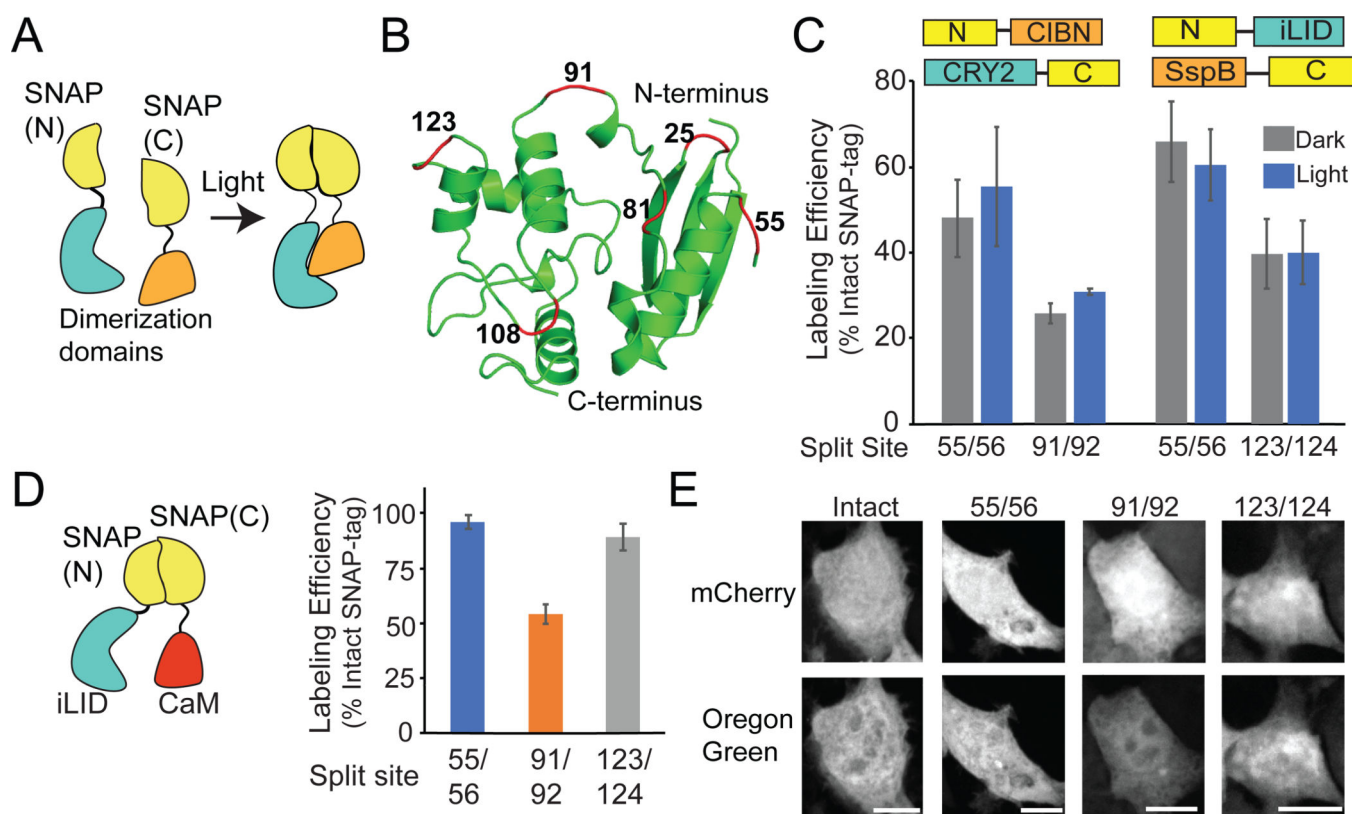 A
SNAP
(N)
SNAP
(C)
Light
Dimerization
domains
B
91
N-terminus
123
25
81
55
108
C-terminus
C
N CIBN
N iLID
CRY2 C
SspB C
Labeling Efficiency
(% Intact SNAP-tag)
80
60
40
20
0
Dark
Light
Split Site
55/56 91/92 55/56 123/124
D
SNAP(C)
SNAP
(N)
iLID
CaM
Labeling Efficiency
(% Intact SNAP-tag)
100
75
50
25
0
Split site
55/
56
91/
92
123/
124
E
Intact 55/56 91/92 123/124
mCherry
Oregon
Green